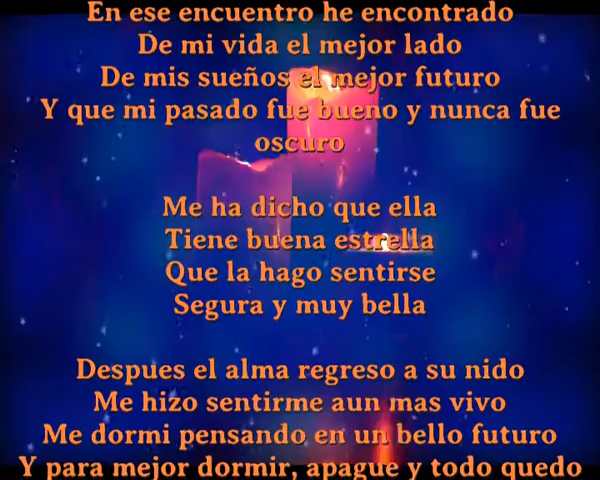 En ese encuentro he encontrado
De mi vida el mejor lado
De mis sueños el mejor futuro
Y que mi pasado fue bueno y nunca fue
oscuro
Me ha dicho que ella
Tiene buena estrella
Que la hago sentirse
Segura y muy bella
Despues el alma regreso a su nido
Me hizo sentirme aun mas vivo
Me dormi pensando en un bello futuro
Y para mejor dormir, apague y todo quedo